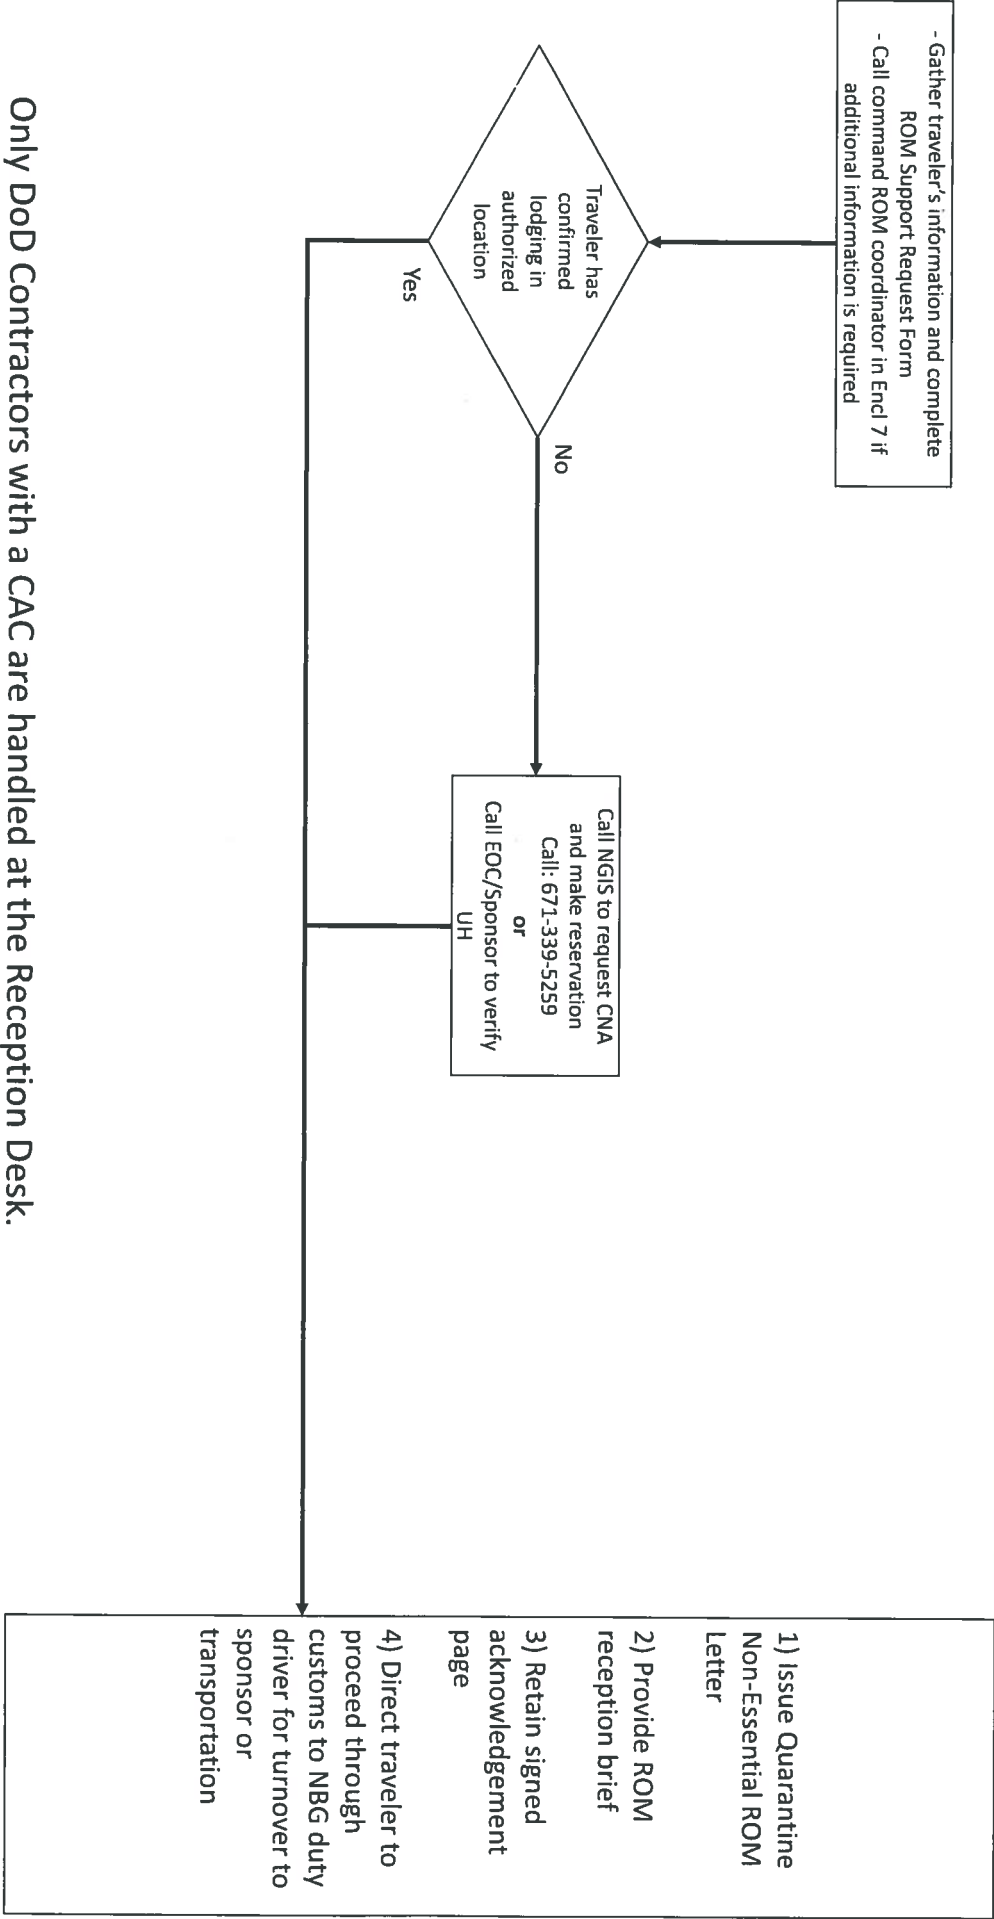 - Gather traveler's information and complete
ROM Support Request Form
- Call command ROM coordinator in Encl 7 if
additional information is required
Traveler has
confirmed
lodging in
authorized
location
No
Yes
Call NGIS to request CNA
and make reservation
Call: 671-339-5259
or
Call EOC/Sponsor to verify
UH
1) Issue Quarantine
Non-Essential ROM
Letter
2) Provide ROM
reception brief
3) Retain signed
acknowledgement
page
4) Direct traveler to
proceed through
customs to NBG duty
driver for turnover to
sponsor or
transportation
Only DoD Contractors with a CAC are handled at the Reception Desk.